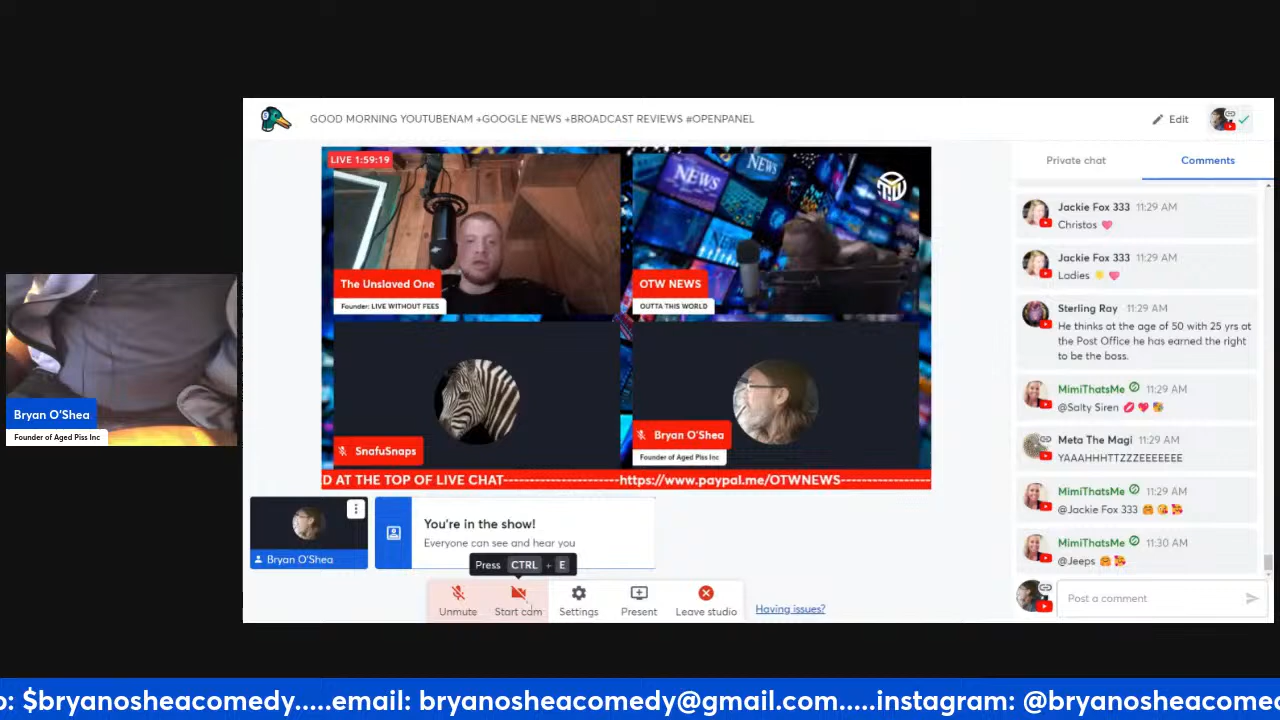 GOOD MORNING YOUTUBENAM +GOOGLE NEWS +BROADCAST REVIEWS #OPENPANEL
Edit
LIVE 1:59:19
NEWS
NEWS
The Unslaved One
Founder: LIVE WITHOUT FEES
OTW NEWS
OUTTA THIS WORLD
SnafuSnaps
Bryan O'Shea
Founder of Aged Piss Inc
D AT THE TOP OF LIVE CHAT----------------------https://www.paypal.me/OTWNEWS-----------------
Bryan O'Shea
Founder of Aged Piss Inc
Bryan O'Shea
You're in the show!
Everyone can see and hear you
Press CTRL + E
Unmute
Start cam
Settings
Present
Leave studio
Having issues?
Private chat
Comments
Jackie Fox 333 11:29 AM
Christos
Jackie Fox 333 11:29 AM
Ladies
Sterling Ray 11:29 AM
He thinks at the age of 50 with 25 yrs at
the Post Office he has earned the right
to be the boss.
MimiThatsMe 11:29 AM
@Salty Siren 💋 💖
Meta The Magi 11:29 AM
YAAAHHHTTZZZEEEEEEE
MimiThatsMe 11:29 AM
@Jackie Fox 333
MimiThatsMe 11:30 AM
@Jeeps
Post a comment
p: $bryanosheacomedy.....email: bryanosheacomedy@gmail.com.....instagram: @bryanosheacomed